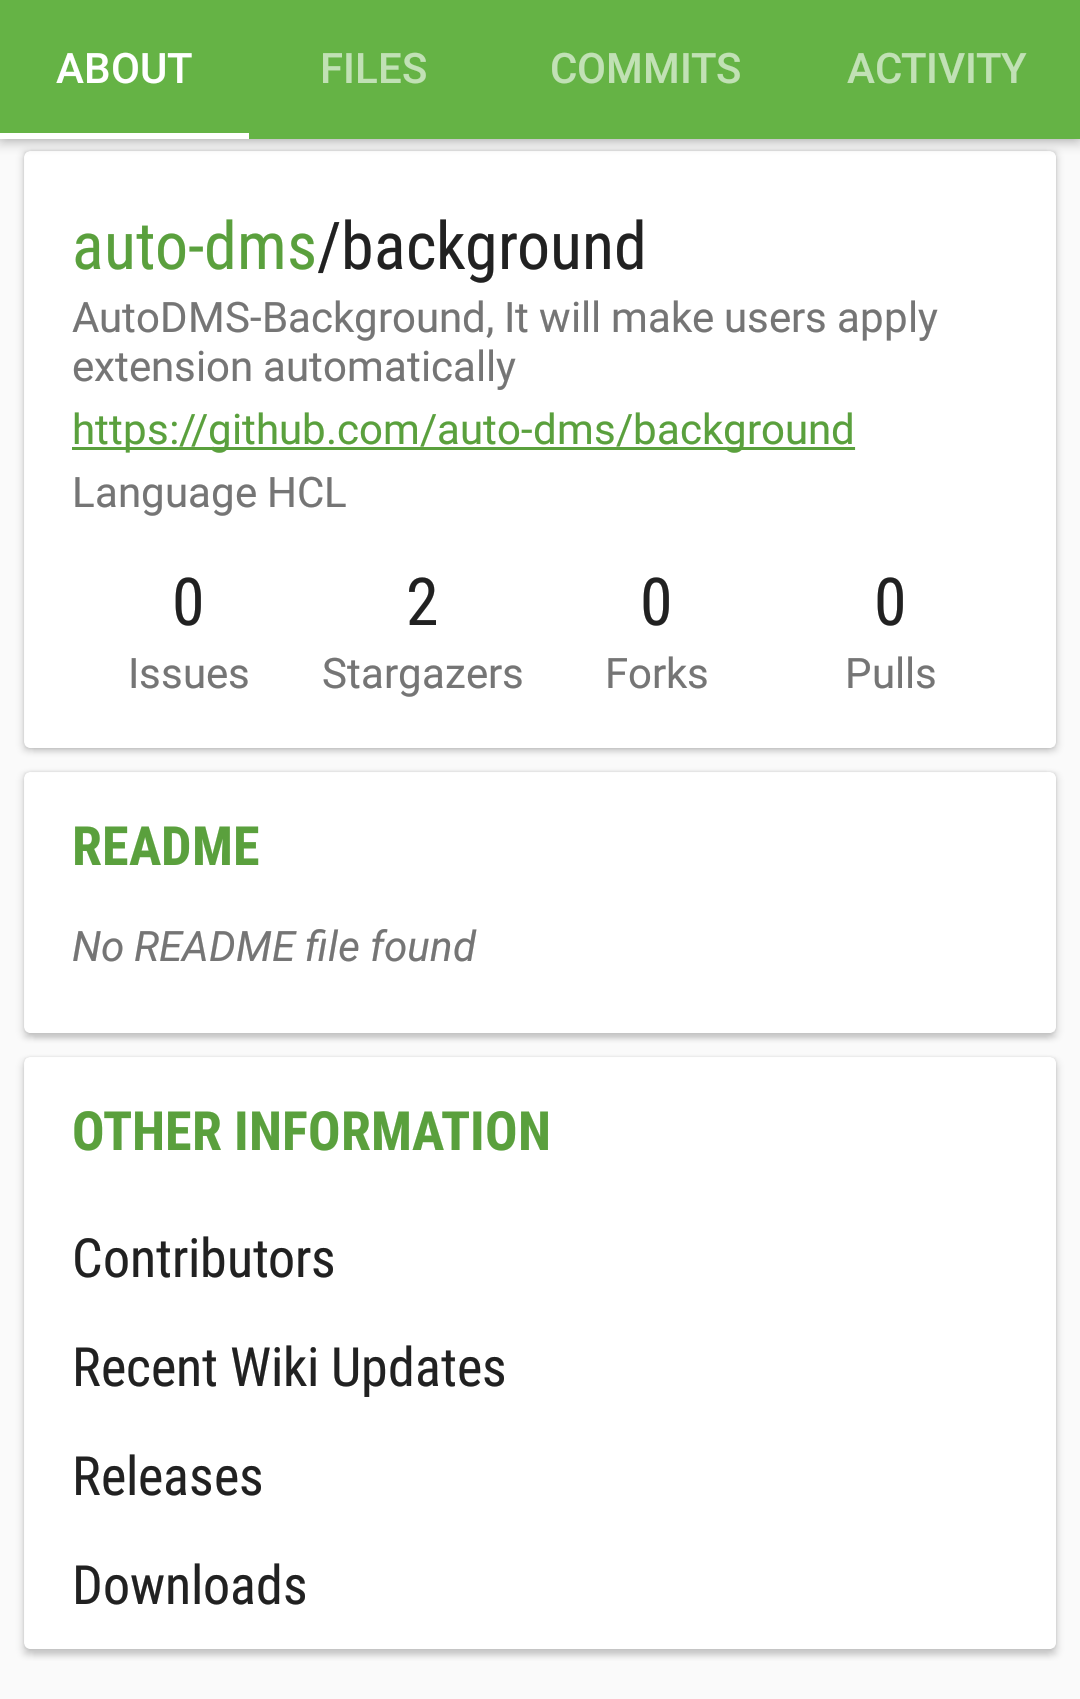 ABOUT FILES COMMITS ACTIVITY
auto-dms/background
AutoDMS-Background, It will make users apply
extension automatically
https://github.com/auto-dms/background
Language HCL
0 2 0 0
Issues Stargazers Forks Pulls
README
No README file found
OTHER INFORMATION
Contributors
Recent Wiki Updates
Releases
Downloads